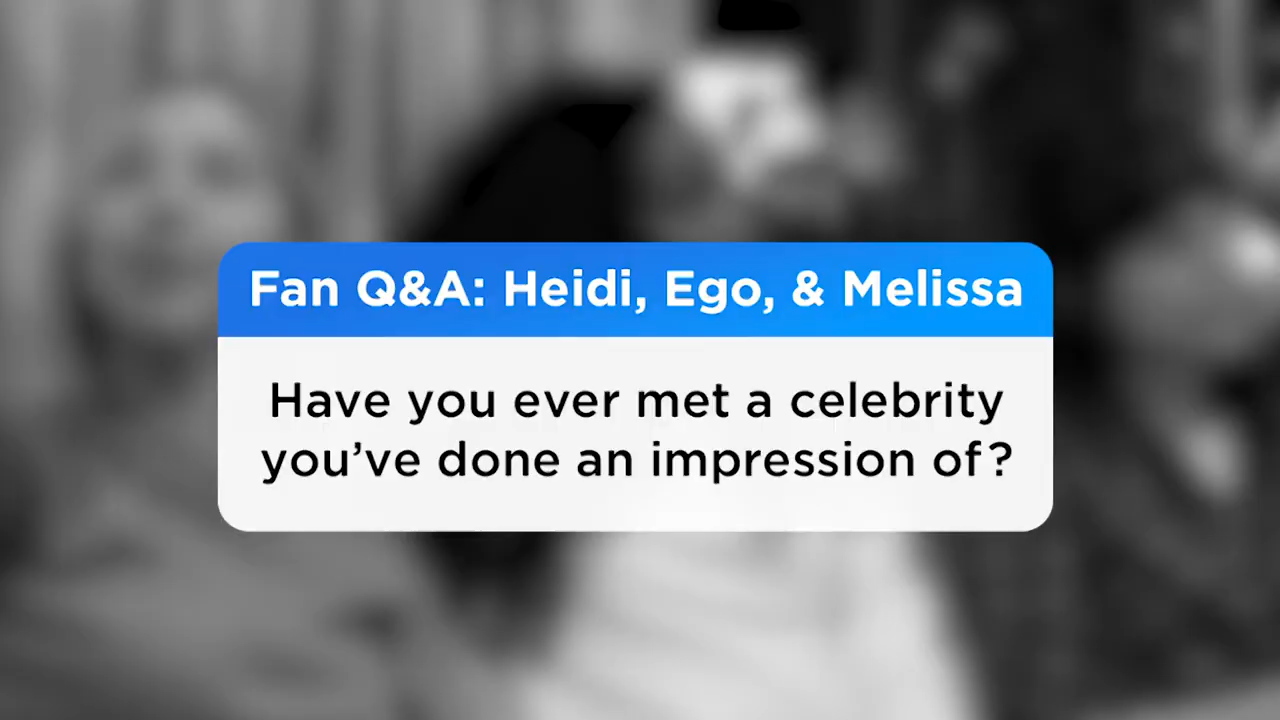 Fan Q&A: Heidi, Ego, & Melissa
Have you ever met a celebrity
you’ve done an impression of?